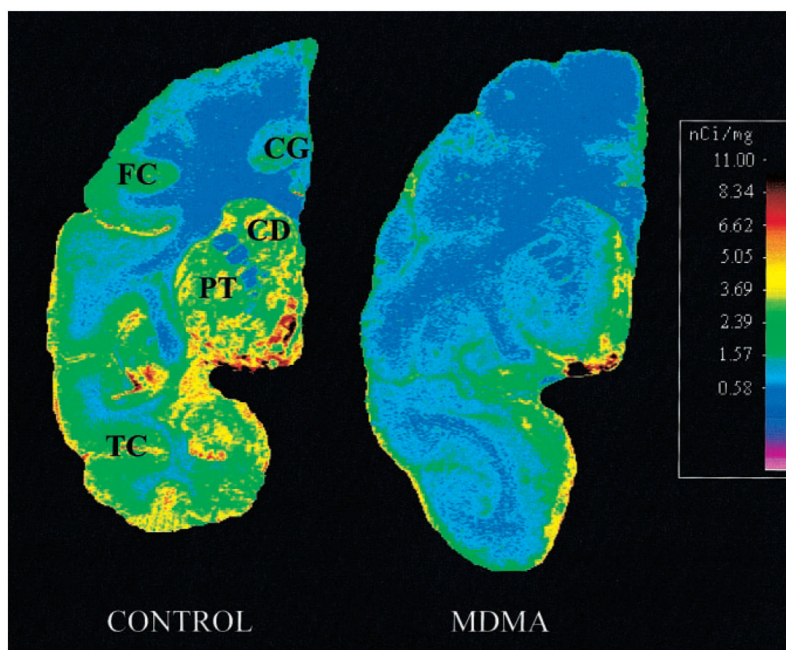 FC
CG
CD
PT
TC
CONTROL
MDMA
nCi/mg
11.00
8.34
6.62
5.05
3.69
2.39
1.57
0.58